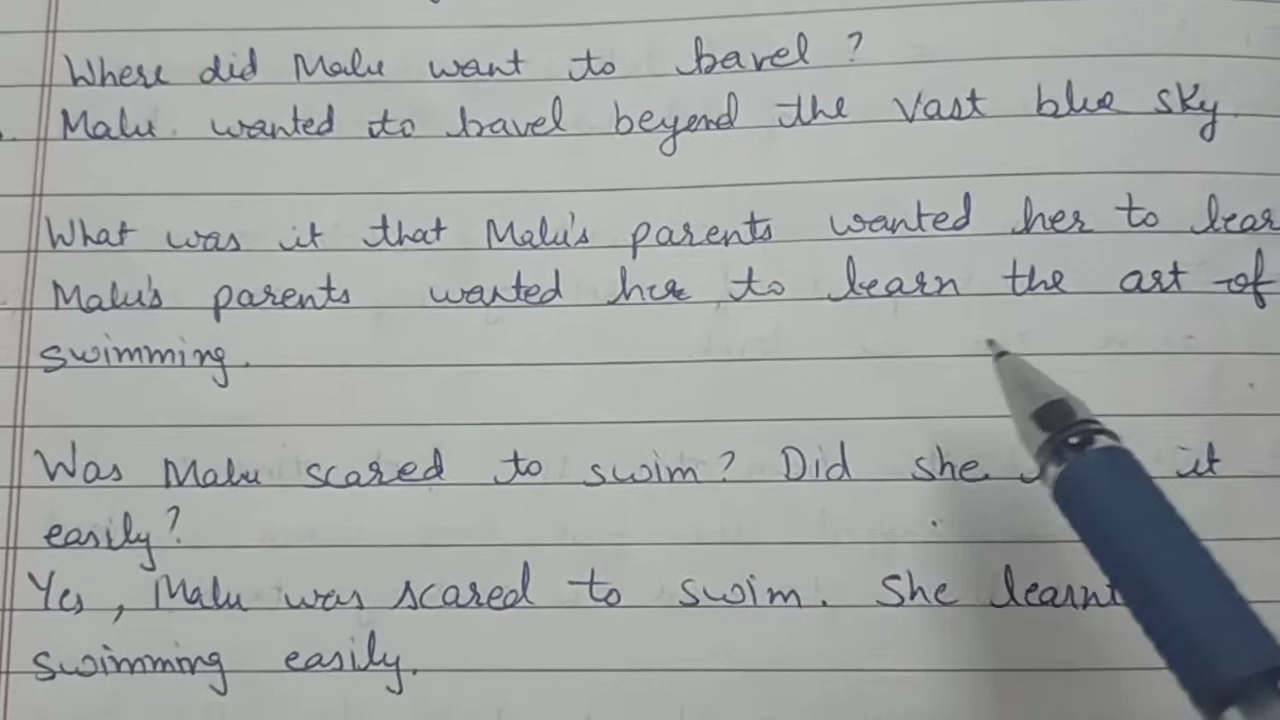 Where did Malu want to travel?
Malu wanted to travel beyond the vast blue sky.
What was it that Malu's parents wanted her to lear
Malu's parents wanted her to learn the art of
swimming.
Was Malu scared to swim? Did she it
easily?
Yes, Malu was scared to swim. She learnt
swimming easily.